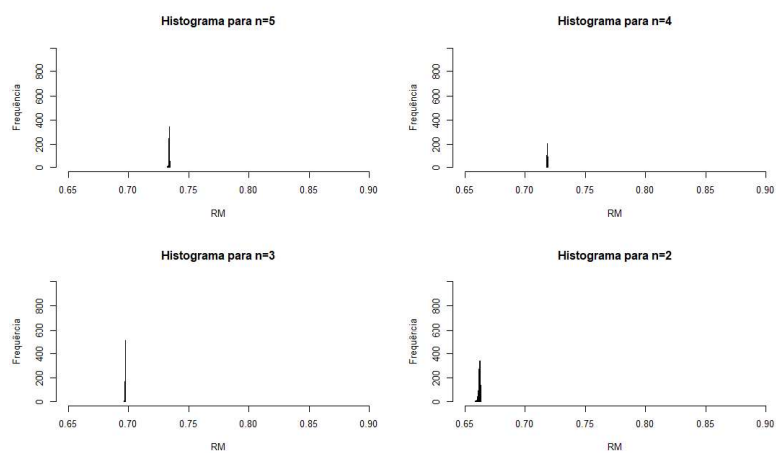 Histograma para n=5
Frequência
0 200 400 600 800
0.65 0.70 0.75 0.80 0.85 0.90
RM
Histograma para n=4
Frequência
0 200 400 600 800
0.65 0.70 0.75 0.80 0.85 0.90
RM
Histograma para n=3
Frequência
0 200 400 600 800
0.65 0.70 0.75 0.80 0.85 0.90
RM
Histograma para n=2
Frequência
0 200 400 600 800
0.65 0.70 0.75 0.80 0.85 0.90
RM